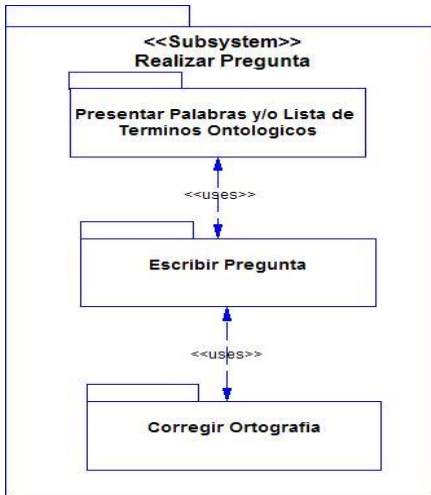 <<Subsystem>>
Realizar Pregunta
Presentar Palabras y/o Lista de
Terminos Ontologicos
<<uses>>
Escribir Pregunta
<<uses>>
Corregir Ortografia